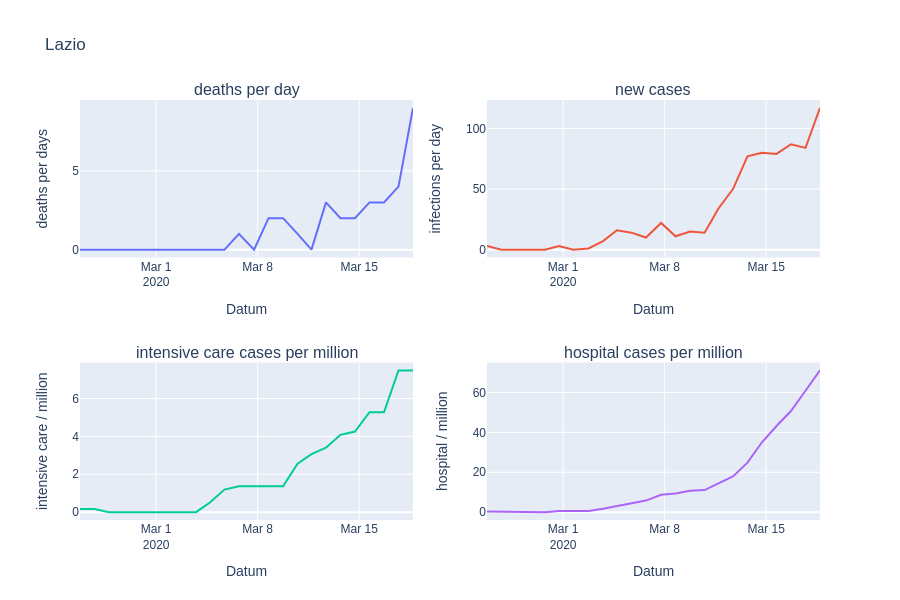 Lazio
deaths per day
deaths per days
5
0
Mar 1
2020
Mar 8
Mar 15
Datum
new cases
infections per day
100
50
0
Mar 1
2020
Mar 8
Mar 15
Datum
intensive care cases per million
intensive care / million
6
4
2
0
Mar 1
2020
Mar 8
Mar 15
Datum
hospital cases per million
hospital / million
60
40
20
0
Mar 1
2020
Mar 8
Mar 15
Datum